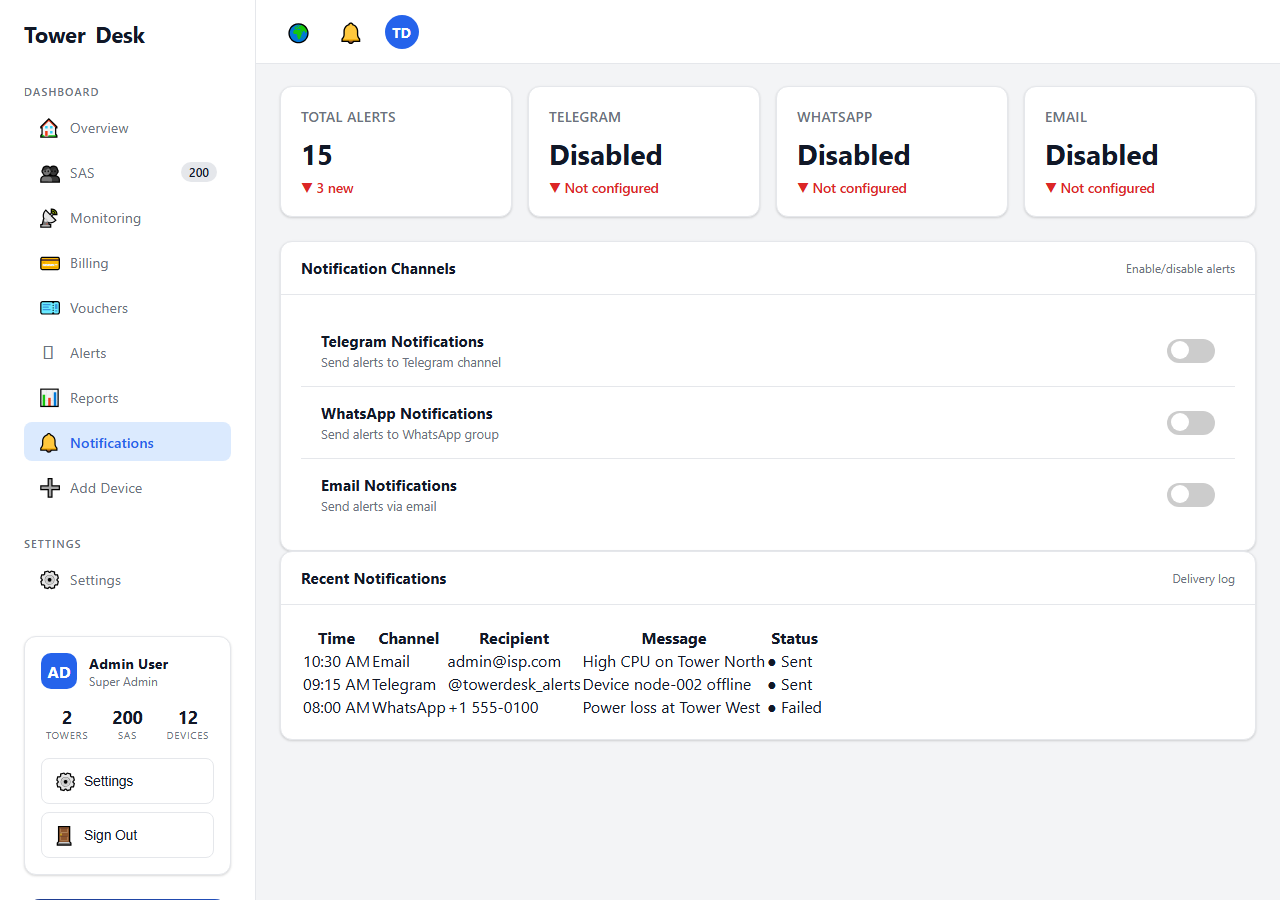 Tower Desk
DASHBOARD
Overview
SAS 200
Monitoring
Billing
Vouchers
Alerts
Reports
Notifications
Add Device
SETTINGS
Settings
AD
Admin User
Super Admin
2 200 12
TOWERS SAS DEVICES
Settings
Sign Out
TD
TOTAL ALERTS
15
▼ 3 new
TELEGRAM
Disabled
▼ Not configured
WHATSAPP
Disabled
▼ Not configured
EMAIL
Disabled
▼ Not configured
Notification Channels Enable/disable alerts
Telegram Notifications
Send alerts to Telegram channel
WhatsApp Notifications
Send alerts to WhatsApp group
Email Notifications
Send alerts via email
Recent Notifications Delivery log
Time Channel Recipient Message Status
10:30 AM Email admin@isp.com High CPU on Tower North ● Sent
09:15 AM Telegram @towerdesk_alerts Device node-002 offline ● Sent
08:00 AM WhatsApp +1 555-0100 Power loss at Tower West ● Failed